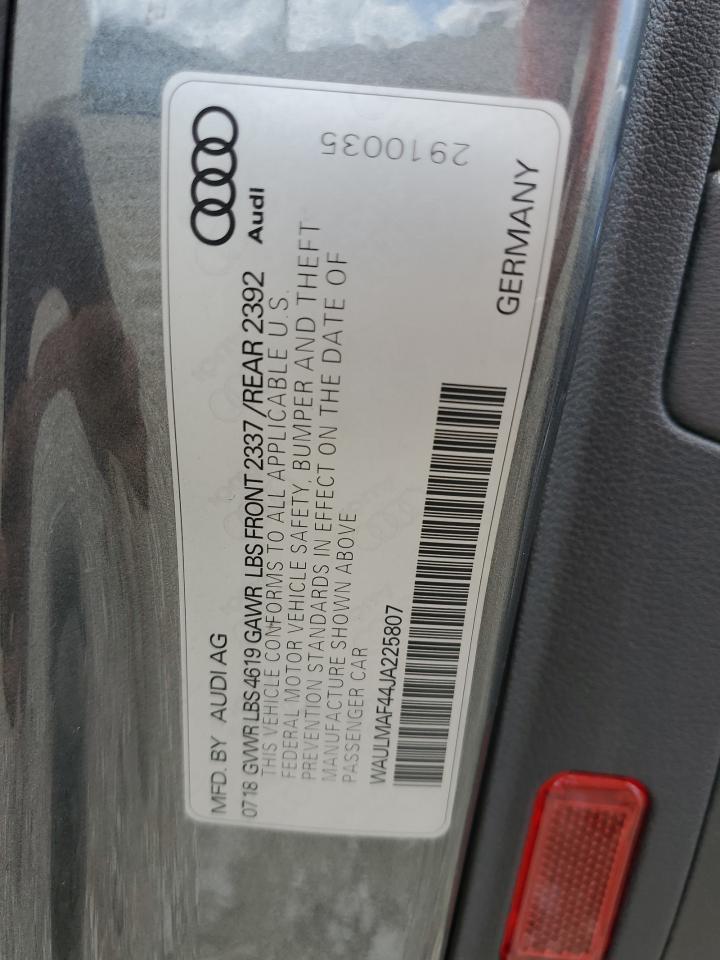 MFD. BY AUDI AG
0718 GVWR LBS 4619 GAWR LBS FRONT 2337 /REAR 2392
THIS VEHICLE CONFORMS TO ALL APPLICABLE U.S.
FEDERAL MOTOR VEHICLE SAFETY, BUMPER AND THEFT
PREVENTION STANDARDS IN EFFECT ON THE DATE OF
MANUFACTURE SHOWN ABOVE
PASSENGER CAR
WAULMAF44JA225807
Audi
2910035
GERMANY